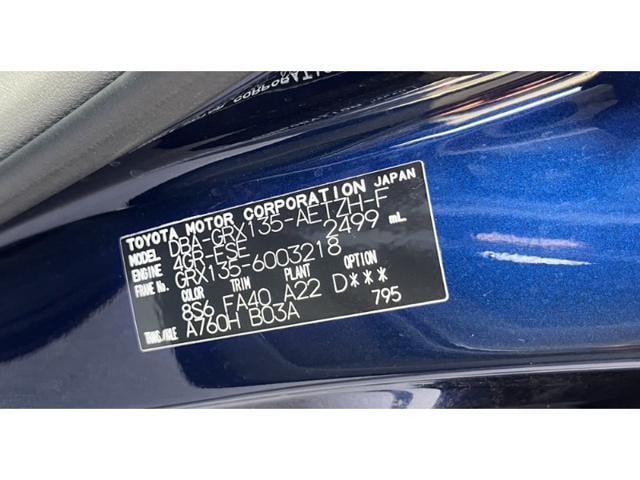 TOYOTA MOTOR CORPORATION JAPAN
MODEL DBA-GRX135-AETZH-F
ENGINE 4GR-FSE 2499 mL
FRAME No. GRX135-6003218
COLOR TRIM PLANT OPTION
8S6 FA40 A22 D***
TRANS/AXLE A760H B03A 795